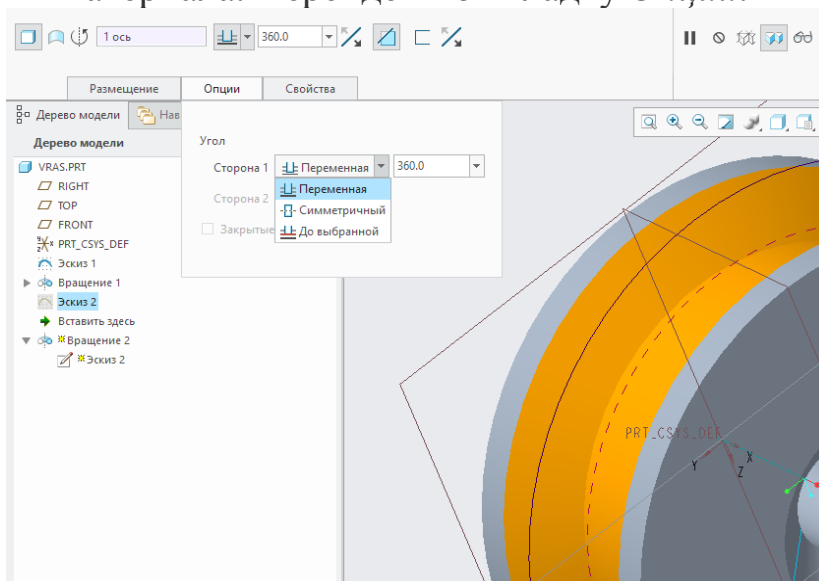 1 ось
360.0
Размещение Опции Свойства
Дерево модели Нав
Дерево модели
VRAS.PRT
RIGHT
TOP
FRONT
PRT_CSYS_DEF
Эскиз 1
Вращение 1
Эскиз 2
Вставить здесь
Вращение 2
Эскиз 2
Угол
Сторона 1 Переменная 360.0
Переменная
Сторона 2
Симметричный
Закрытые
До выбранной
PRT_CSYS_DEF
X
Y
Z